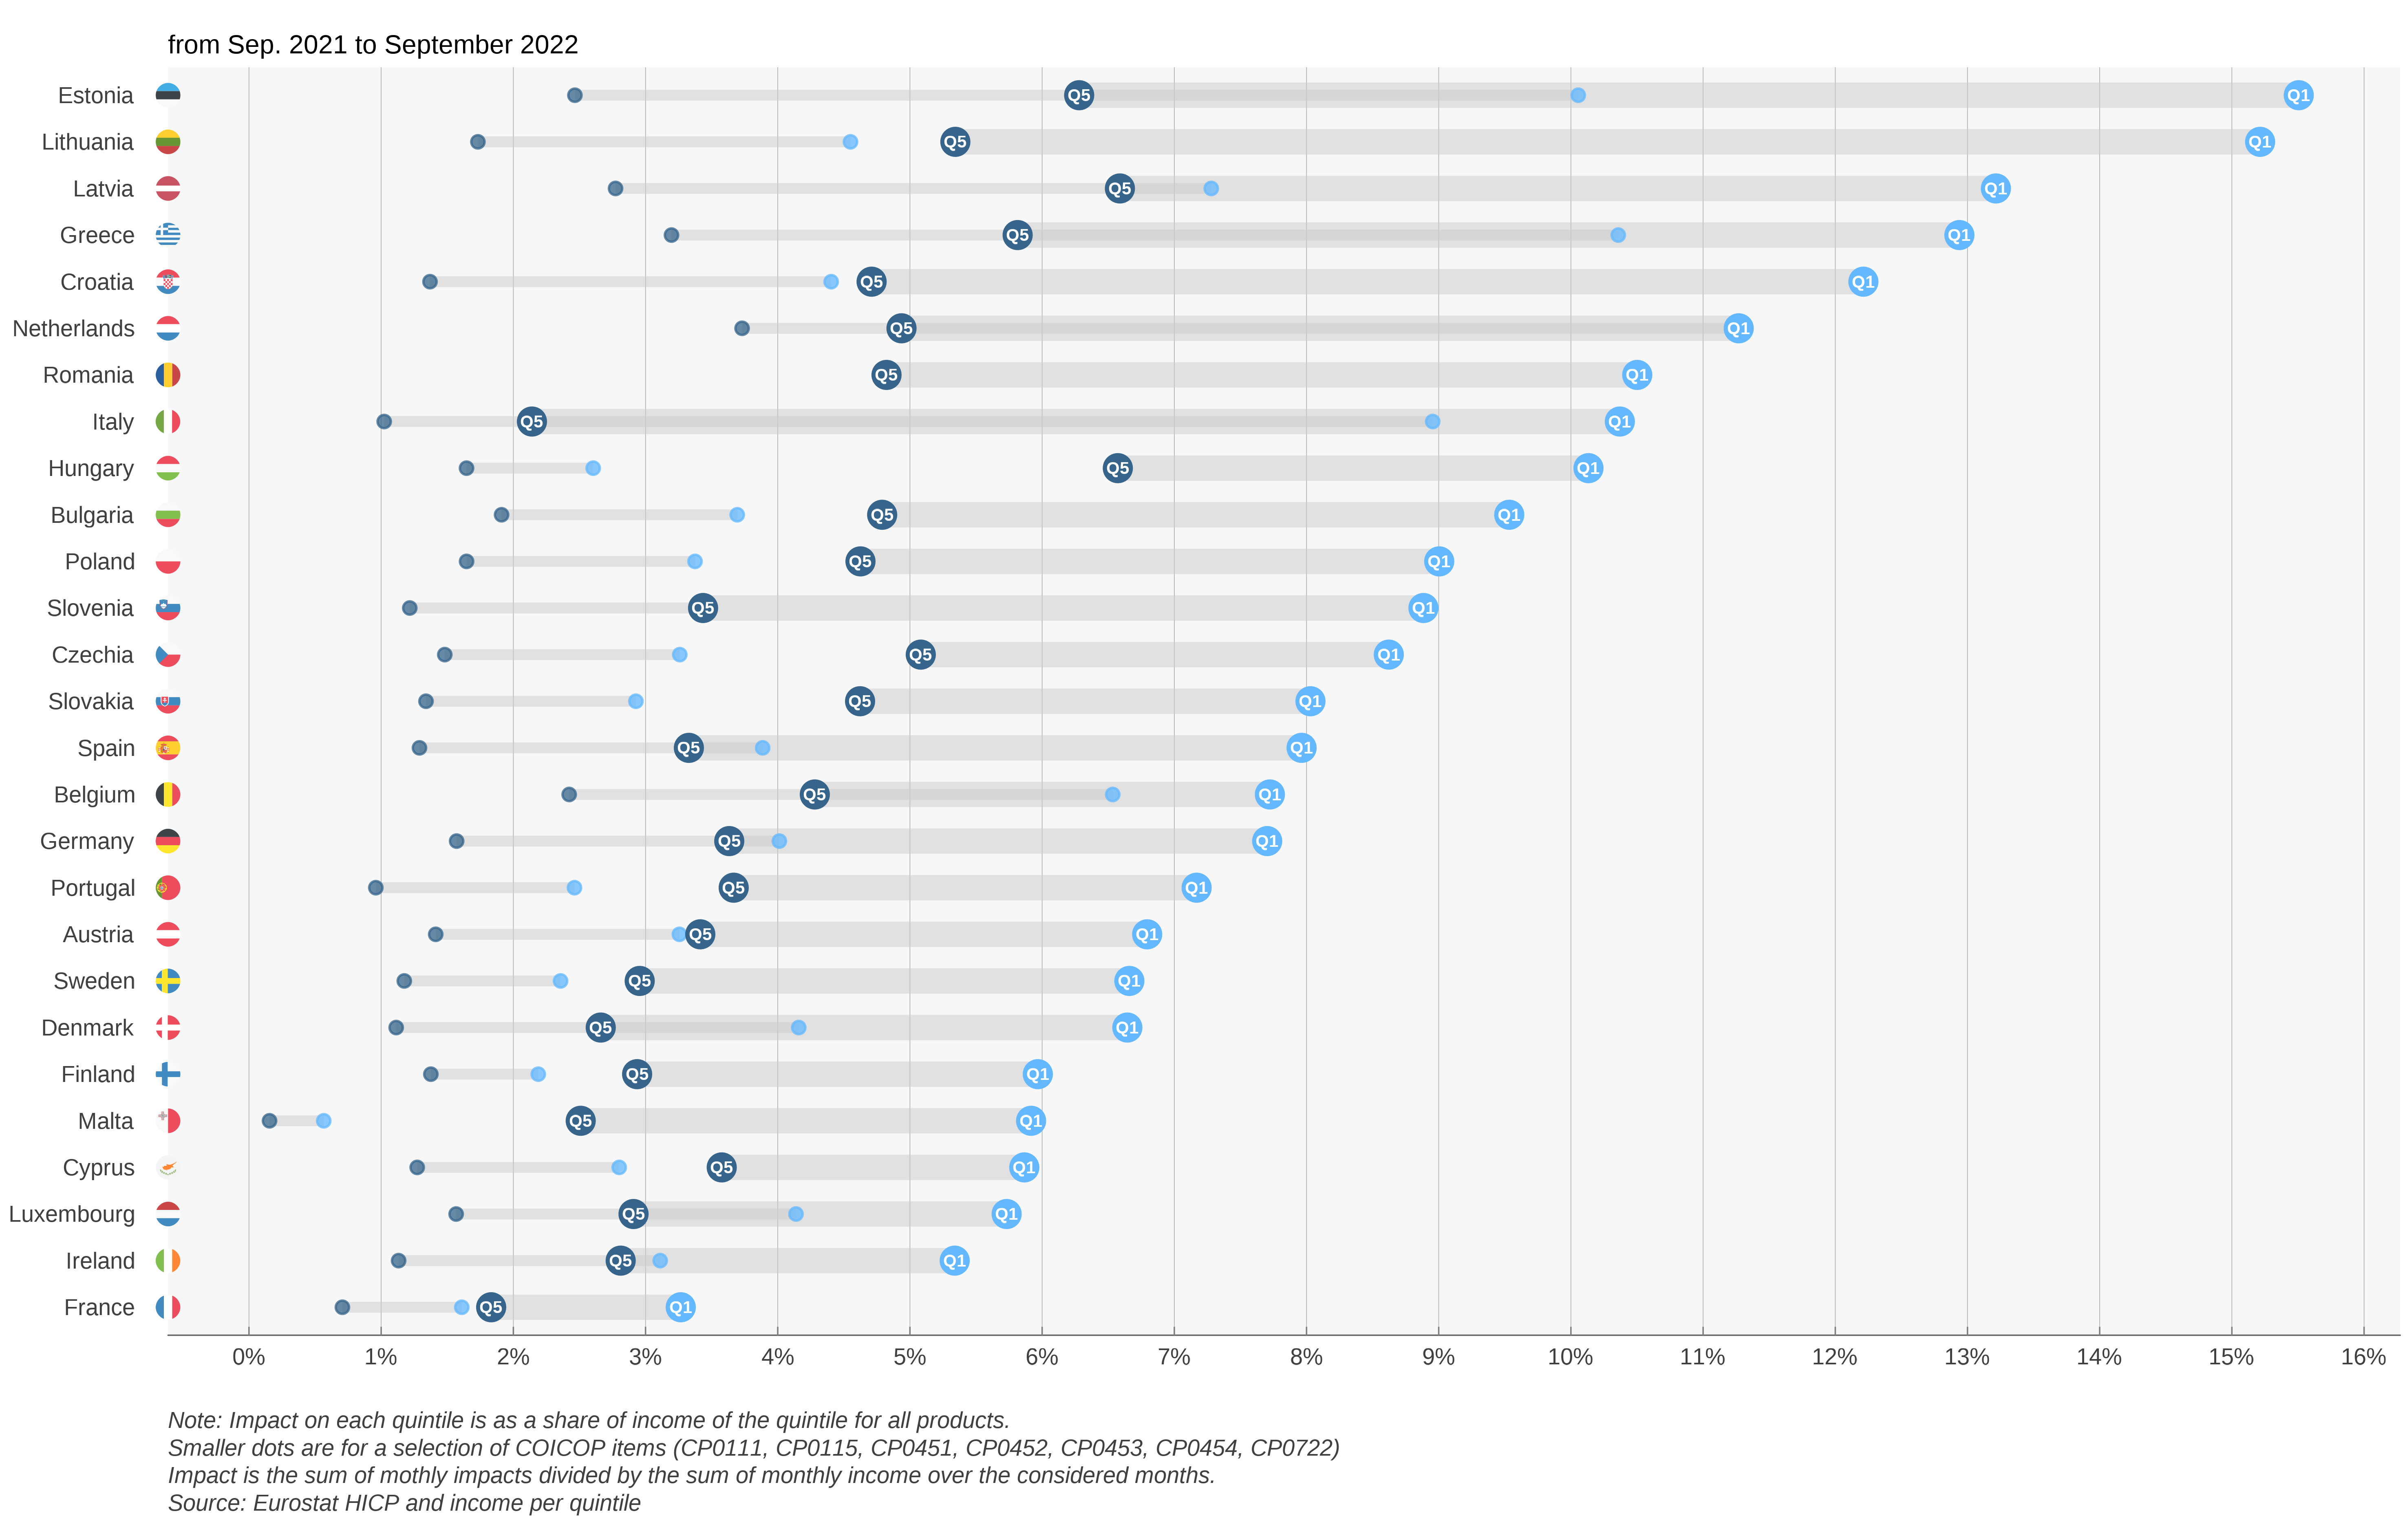 from Sep. 2021 to September 2022
Estonia Q5 Q1
Lithuania Q5 Q1
Latvia Q5 Q1
Greece Q5 Q1
Croatia Q5 Q1
Netherlands Q5 Q1
Romania Q5 Q1
Italy Q5 Q1
Hungary Q5 Q1
Bulgaria Q5 Q1
Poland Q5 Q1
Slovenia Q5 Q1
Czechia Q5 Q1
Slovakia Q5 Q1
Spain Q5 Q1
Belgium Q5 Q1
Germany Q5 Q1
Portugal Q5 Q1
Austria Q5 Q1
Sweden Q5 Q1
Denmark Q5 Q1
Finland Q5 Q1
Malta Q5 Q1
Cyprus Q5 Q1
Luxembourg Q5 Q1
Ireland Q5 Q1
France Q5 Q1
0% 1% 2% 3% 4% 5% 6% 7% 8% 9% 10% 11% 12% 13% 14% 15% 16%
Note: Impact on each quintile is as a share of income of the quintile for all products.
Smaller dots are for a selection of COICOP items (CP0111, CP0115, CP0451, CP0452, CP0453, CP0454, CP0722)
Impact is the sum of mothly impacts divided by the sum of monthly income over the considered months.
Source: Eurostat HICP and income per quintile